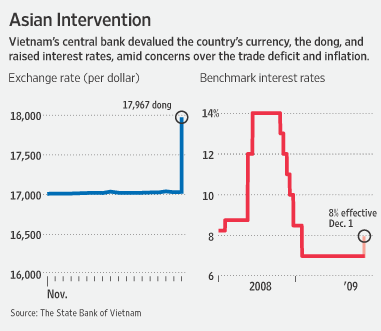 Asian Intervention
Vietnam's central bank devalued the country's currency, the dong, and
raised interest rates, amid concerns over the trade deficit and inflation.
Exchange rate (per dollar)
17,967 dong
18,000
17,500
17,000
16,500
16,000
Nov.
Benchmark interest rates
14%
12
10
8
6
8% effective
Dec. 1
2008
'09
Source: The State Bank of Vietnam